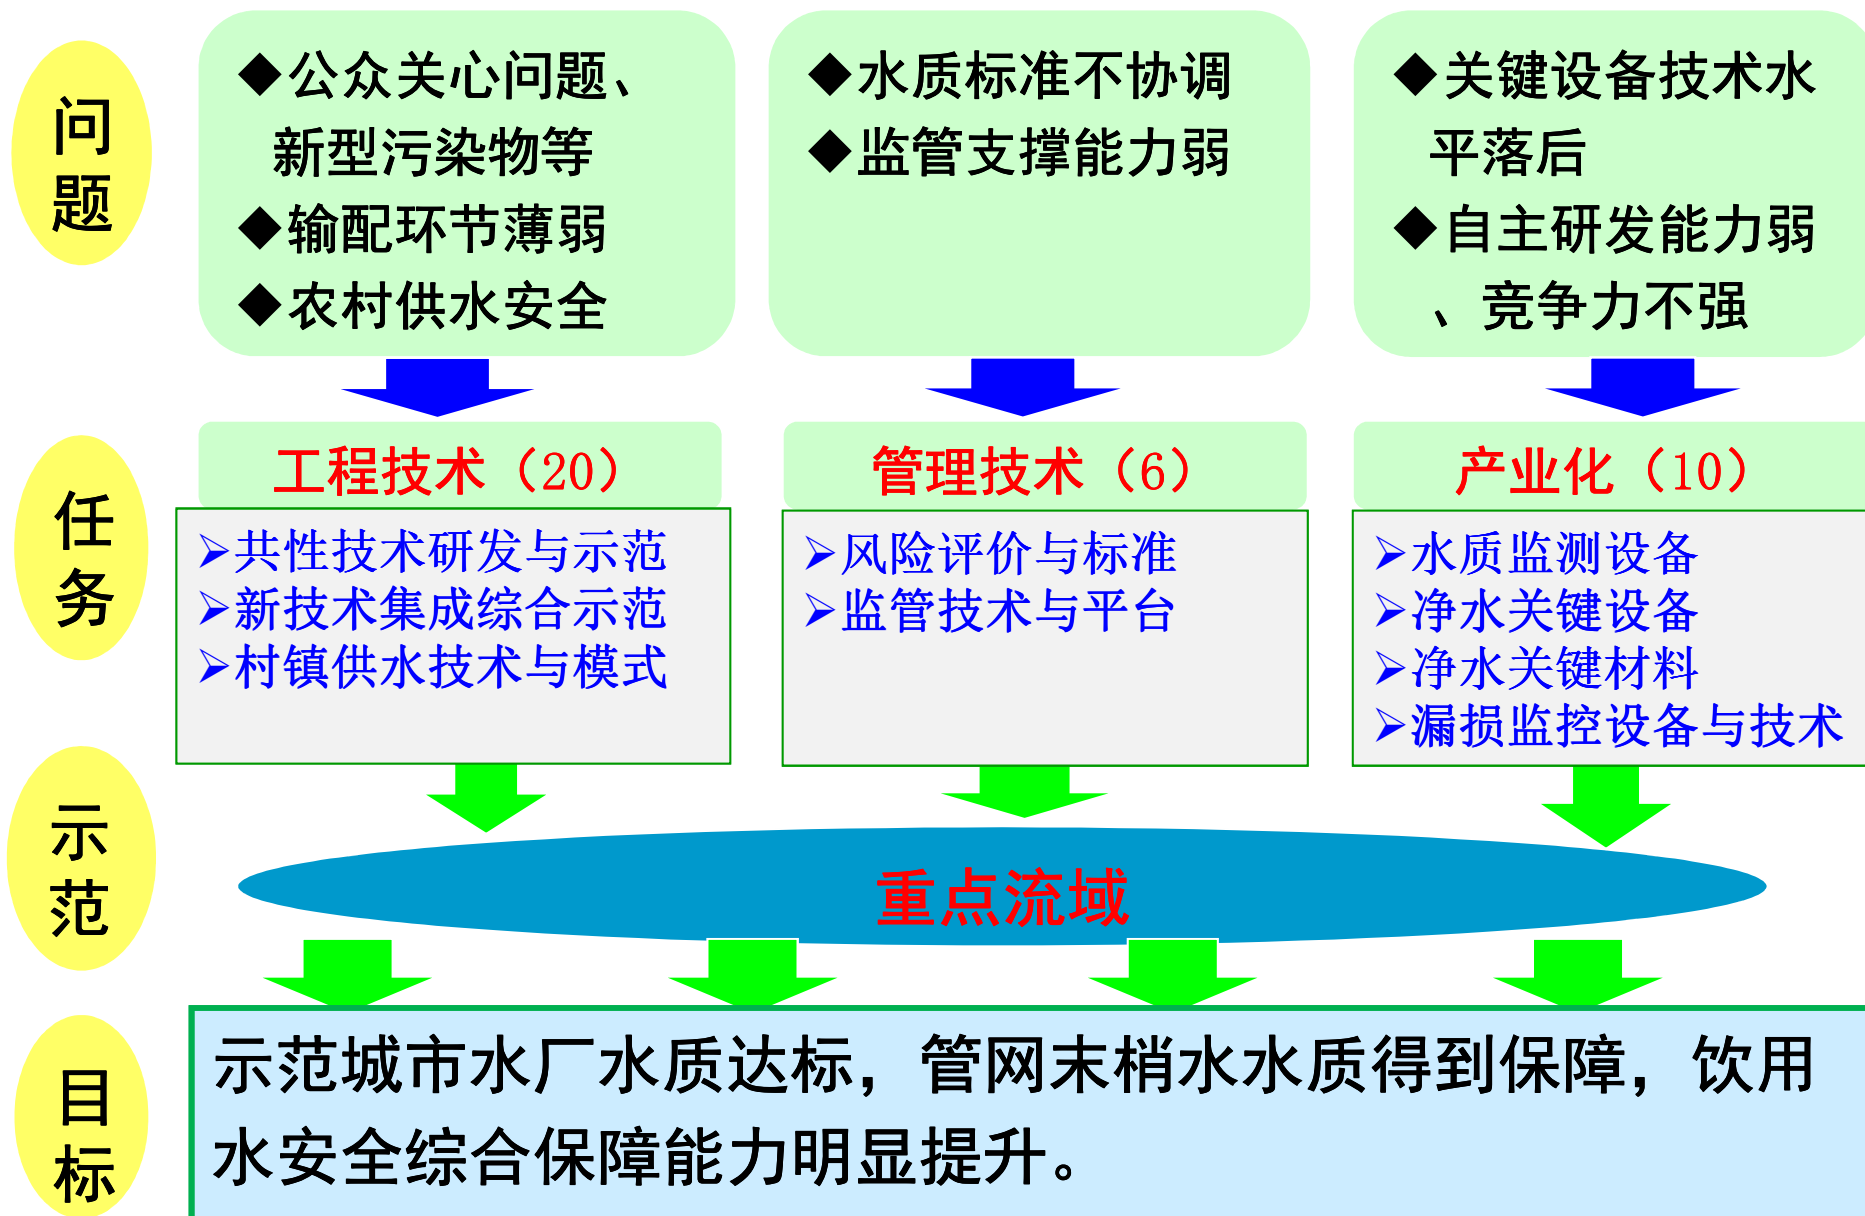 问
题
◆公众关心问题、
新型污染物等
◆输配环节薄弱
◆农村供水安全
◆水质标准不协调
◆监管支撑能力弱
◆关键设备技术水
平落后
◆自主研发能力弱
、竞争力不强
任
务
工程技术（20）
➢共性技术研发与示范
➢新技术集成综合示范
➢村镇供水技术与模式
管理技术（6）
➢风险评价与标准
➢监管技术与平台
产业化（10）
➢水质监测设备
➢净水关键设备
➢净水关键材料
➢漏损监控设备与技术
示
范
重点流域
目
标
示范城市水厂水质达标，管网末梢水水质得到保障，饮用
水安全综合保障能力明显提升。